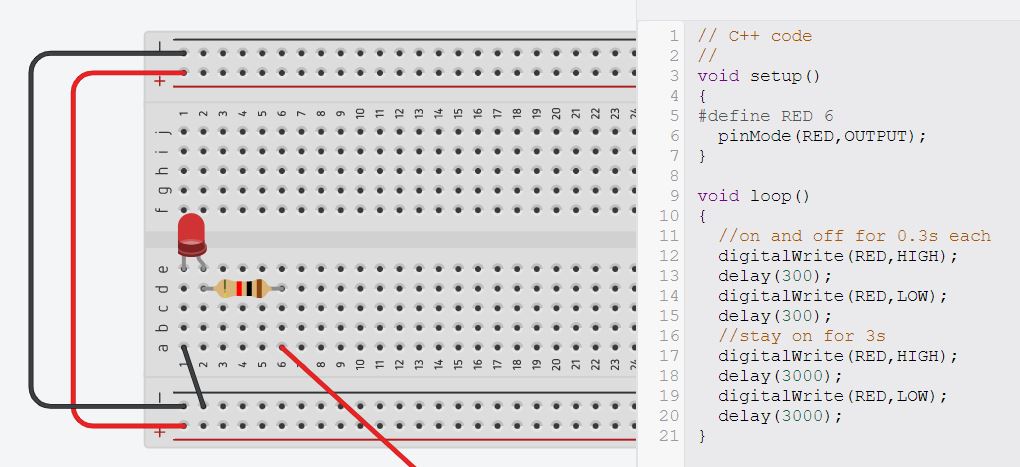 −
+
1 2 3 4 5 6 7 8 9 10 11 12 13 14 15 16 17 18 19 20 21 22 23 24
j
i
h
g
f
e
d
c
b
a
1 2 3 4 5 6 7 8 9 10 11 12 13 14 15 16 17 18 19 20 21 22 23 24
−
+
1 // C++ code
2 //
3 void setup()
4 {
5 #define RED 6
6 pinMode(RED,OUTPUT);
7 }
8
9 void loop()
10 {
11 //on and off for 0.3s each
12 digitalWrite(RED,HIGH);
13 delay(300);
14 digitalWrite(RED,LOW);
15 delay(300);
16 //stay on for 3s
17 digitalWrite(RED,HIGH);
18 delay(3000);
19 digitalWrite(RED,LOW);
20 delay(3000);
21 }